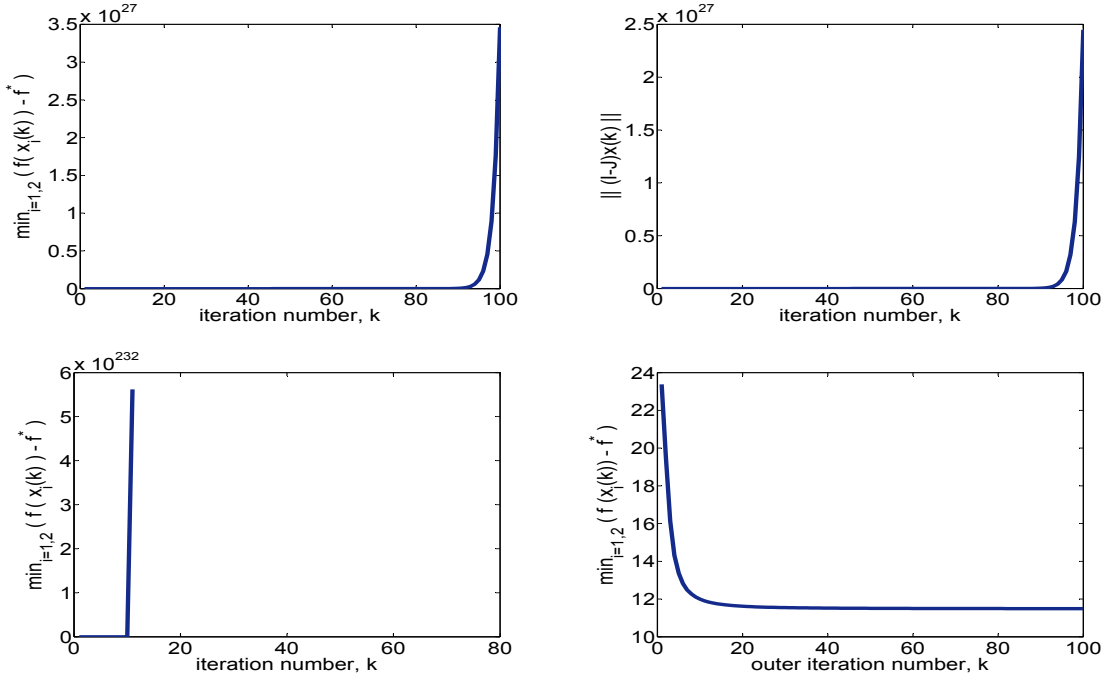 x 10^27
3.5
3
2.5
2
1.5
1
0.5
0
0 20 40 60 80 100
iteration number, k
min_{i=1,2} ( f( x_i(k) ) - f^* )
x 10^27
2.5
2
1.5
1
0.5
0
0 20 40 60 80 100
iteration number, k
|| (I-J)x(k) ||
x 10^232
6
5
4
3
2
1
0
0 20 40 60 80
iteration number, k
min_{i=1,2} ( f ( x_i(k) ) - f^* )
24
22
20
18
16
14
12
10
0 20 40 60 80 100
outer iteration number, k
min_{i=1,2} ( f (x_i(k)) - f^* )